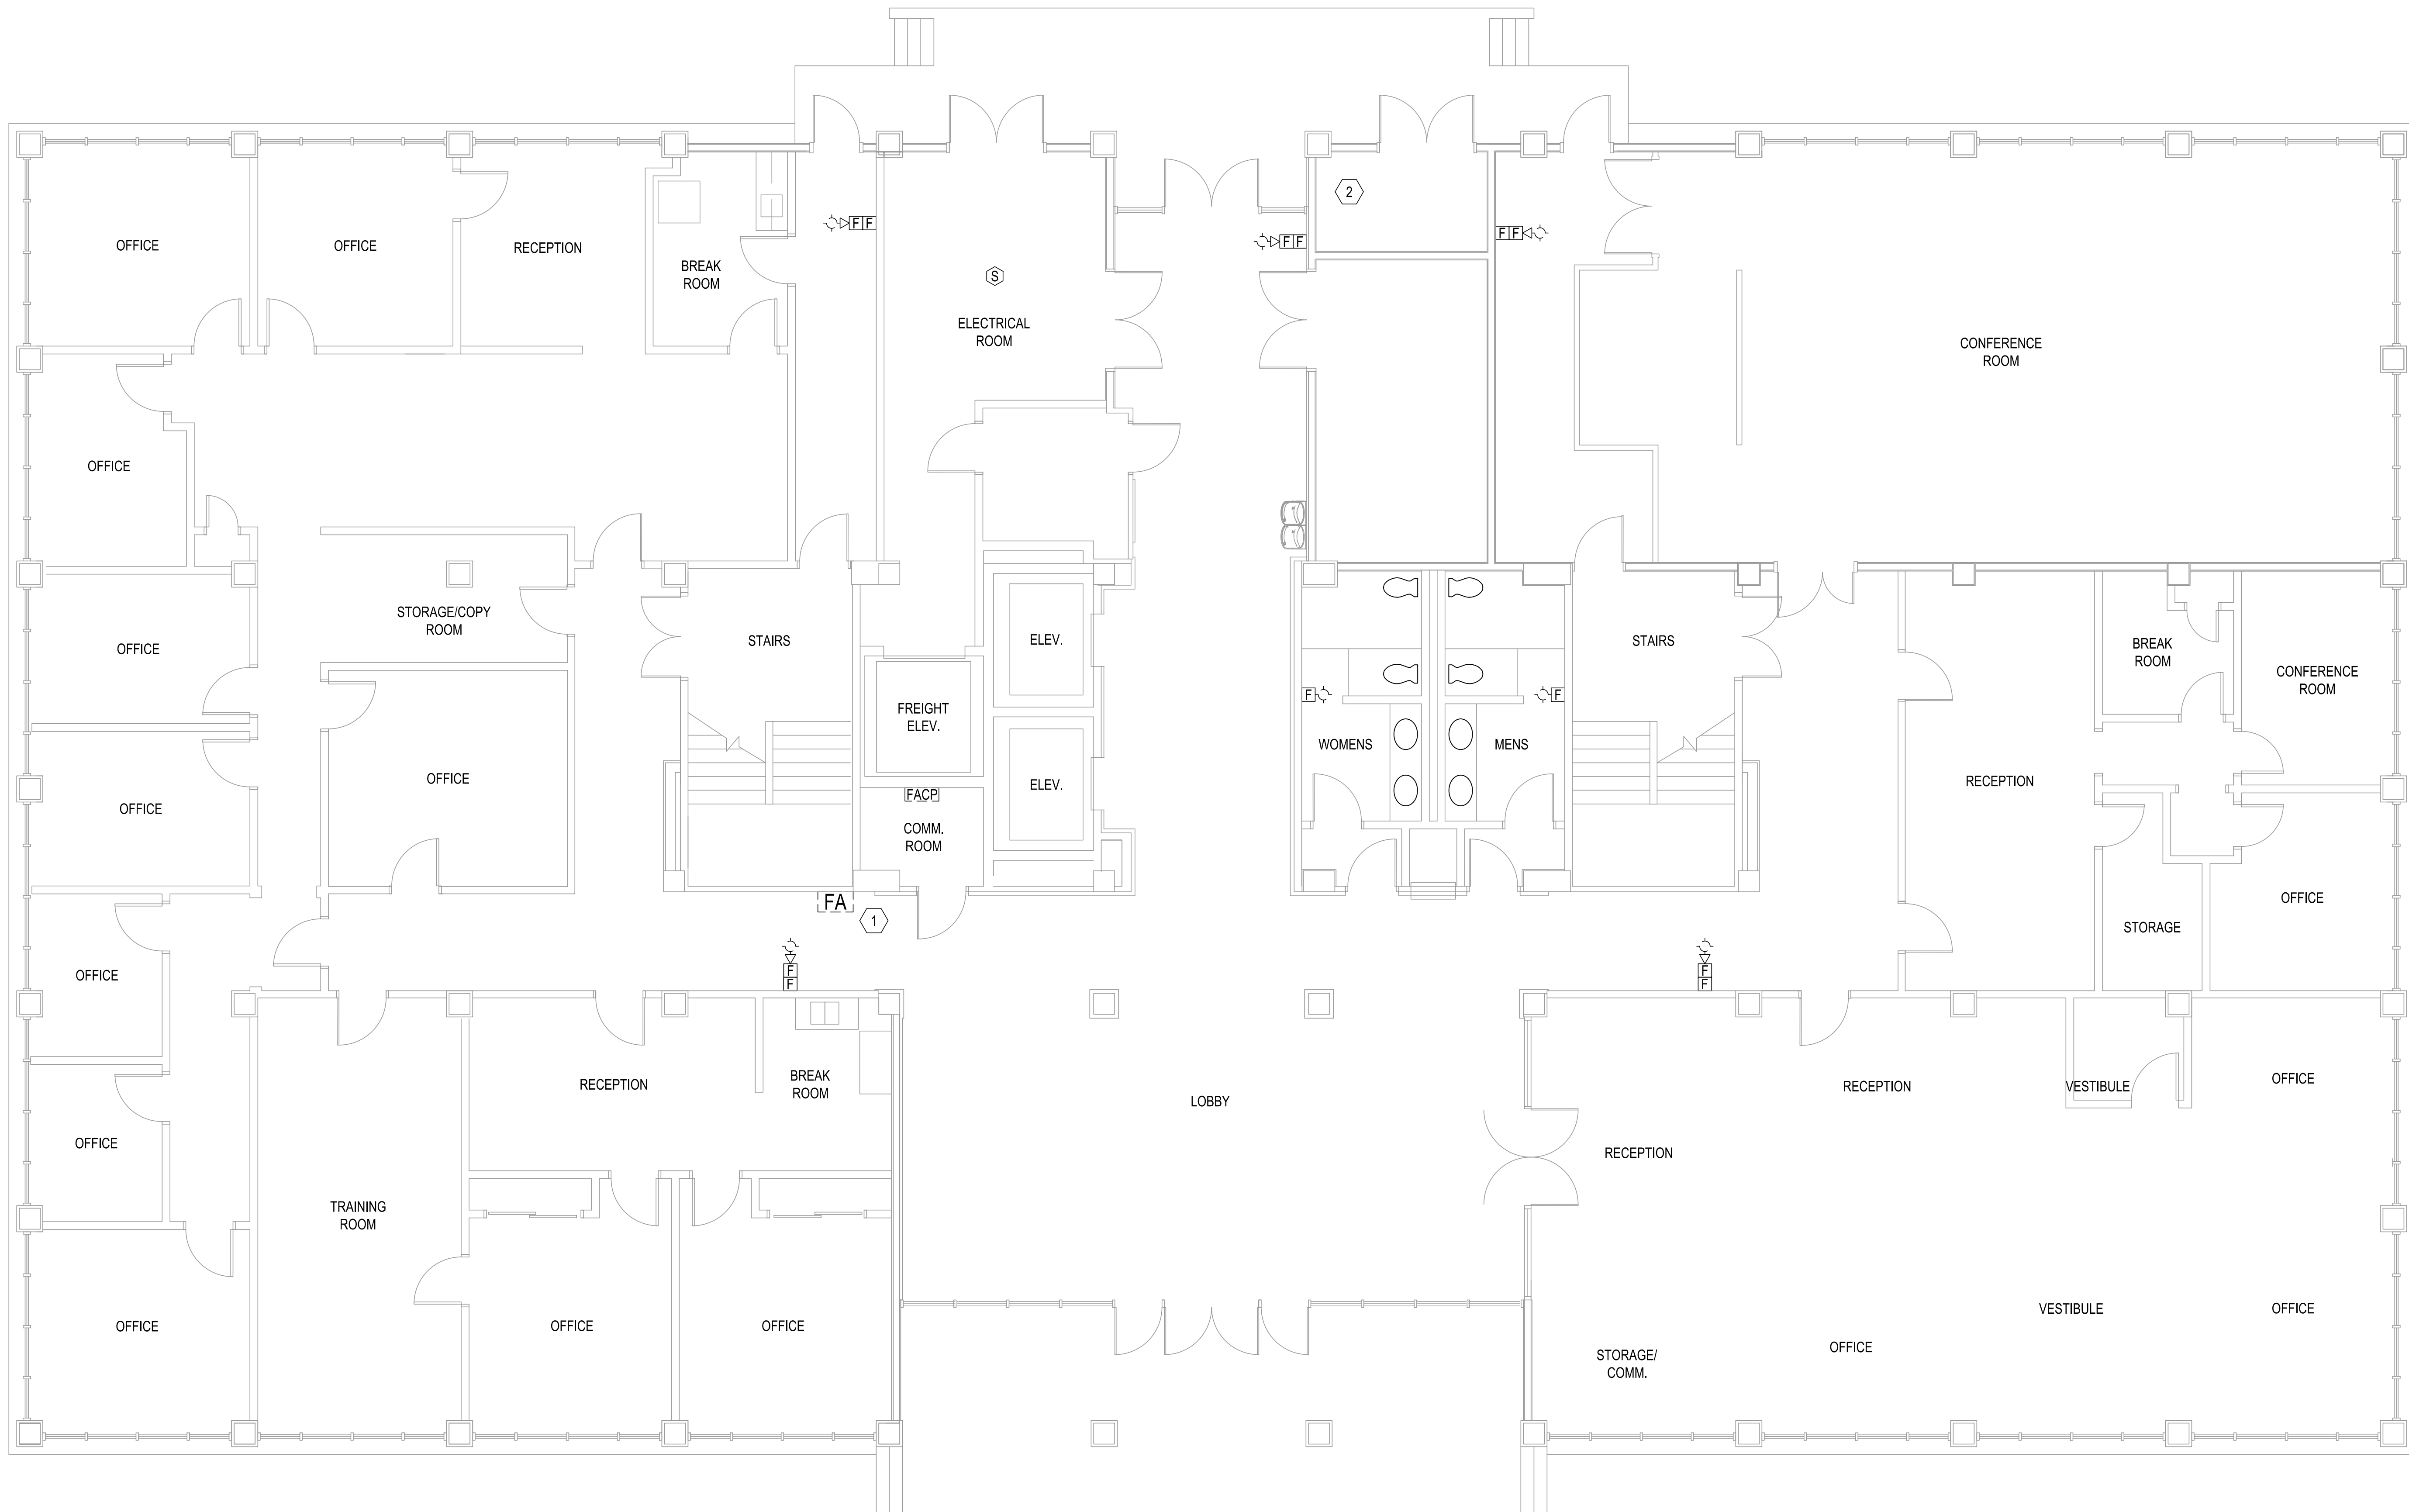 2
F F
F F
F F
OFFICE
OFFICE
RECEPTION
BREAK
ROOM
S
ELECTRICAL
ROOM
CONFERENCE
ROOM
OFFICE
STORAGE/COPY
ROOM
OFFICE
STAIRS
ELEV.
STAIRS
BREAK
ROOM
CONFERENCE
ROOM
FREIGHT
ELEV.
F
F
WOMENS
MENS
OFFICE
OFFICE
ELEV.
RECEPTION
FACP
COMM.
ROOM
FA
1
OFFICE
STORAGE
OFFICE
F
F
F
F
RECEPTION
BREAK
ROOM
LOBBY
RECEPTION
VESTIBULE
OFFICE
OFFICE
RECEPTION
TRAINING
ROOM
OFFICE
OFFICE
OFFICE
VESTIBULE
OFFICE
OFFICE
STORAGE/
COMM.